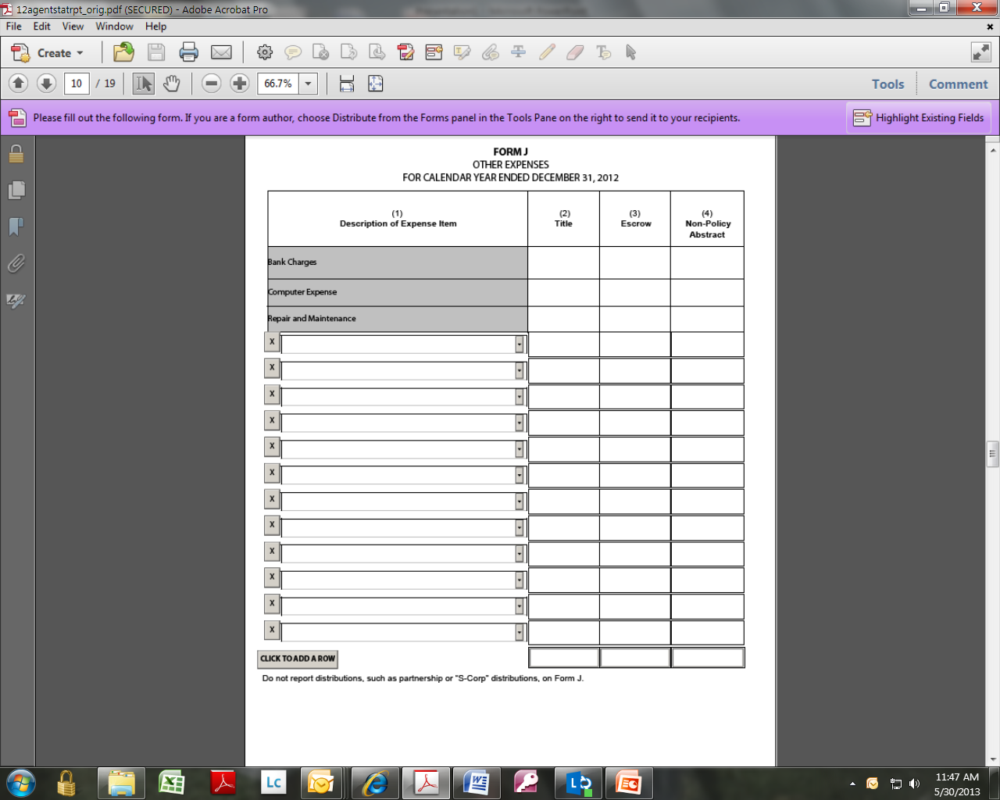 12agentstatrpt_orig.pdf (SECURED) - Adobe Acrobat Pro
File Edit View Window Help
Create
10 / 19 66.7% Tools Comment
Please fill out the following form. If you are a form author, choose Distribute from the Forms panel in the Tools Pane on the right to send it to your recipients. Highlight Existing Fields
FORM J
OTHER EXPENSES
FOR CALENDAR YEAR ENDED DECEMBER 31, 2012
(1) (2) (3) (4)
Description of Expense Item Title Escrow Non-Policy
Abstract
Bank Charges
Computer Expense
Repair and Maintenance
X
X
X
X
X
X
X
X
X
X
X
X
CLICK TO ADD A ROW
Do not report distributions, such as partnership or "S-Corp" distributions, on Form J.
Lc
11:47 AM
5/30/2013